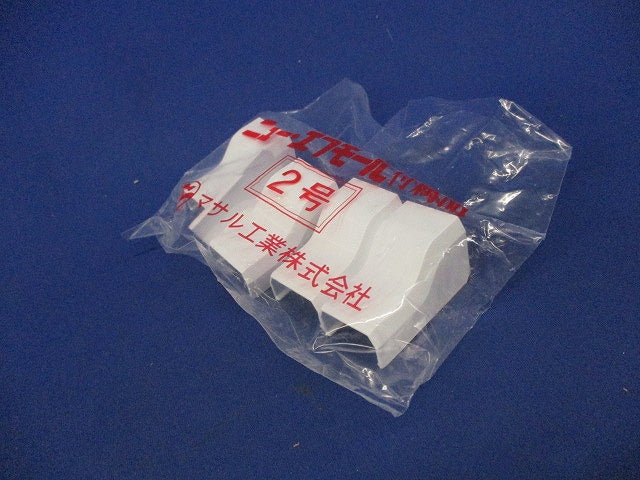 ニュー・エフモール
2号
マサル工業株式会社